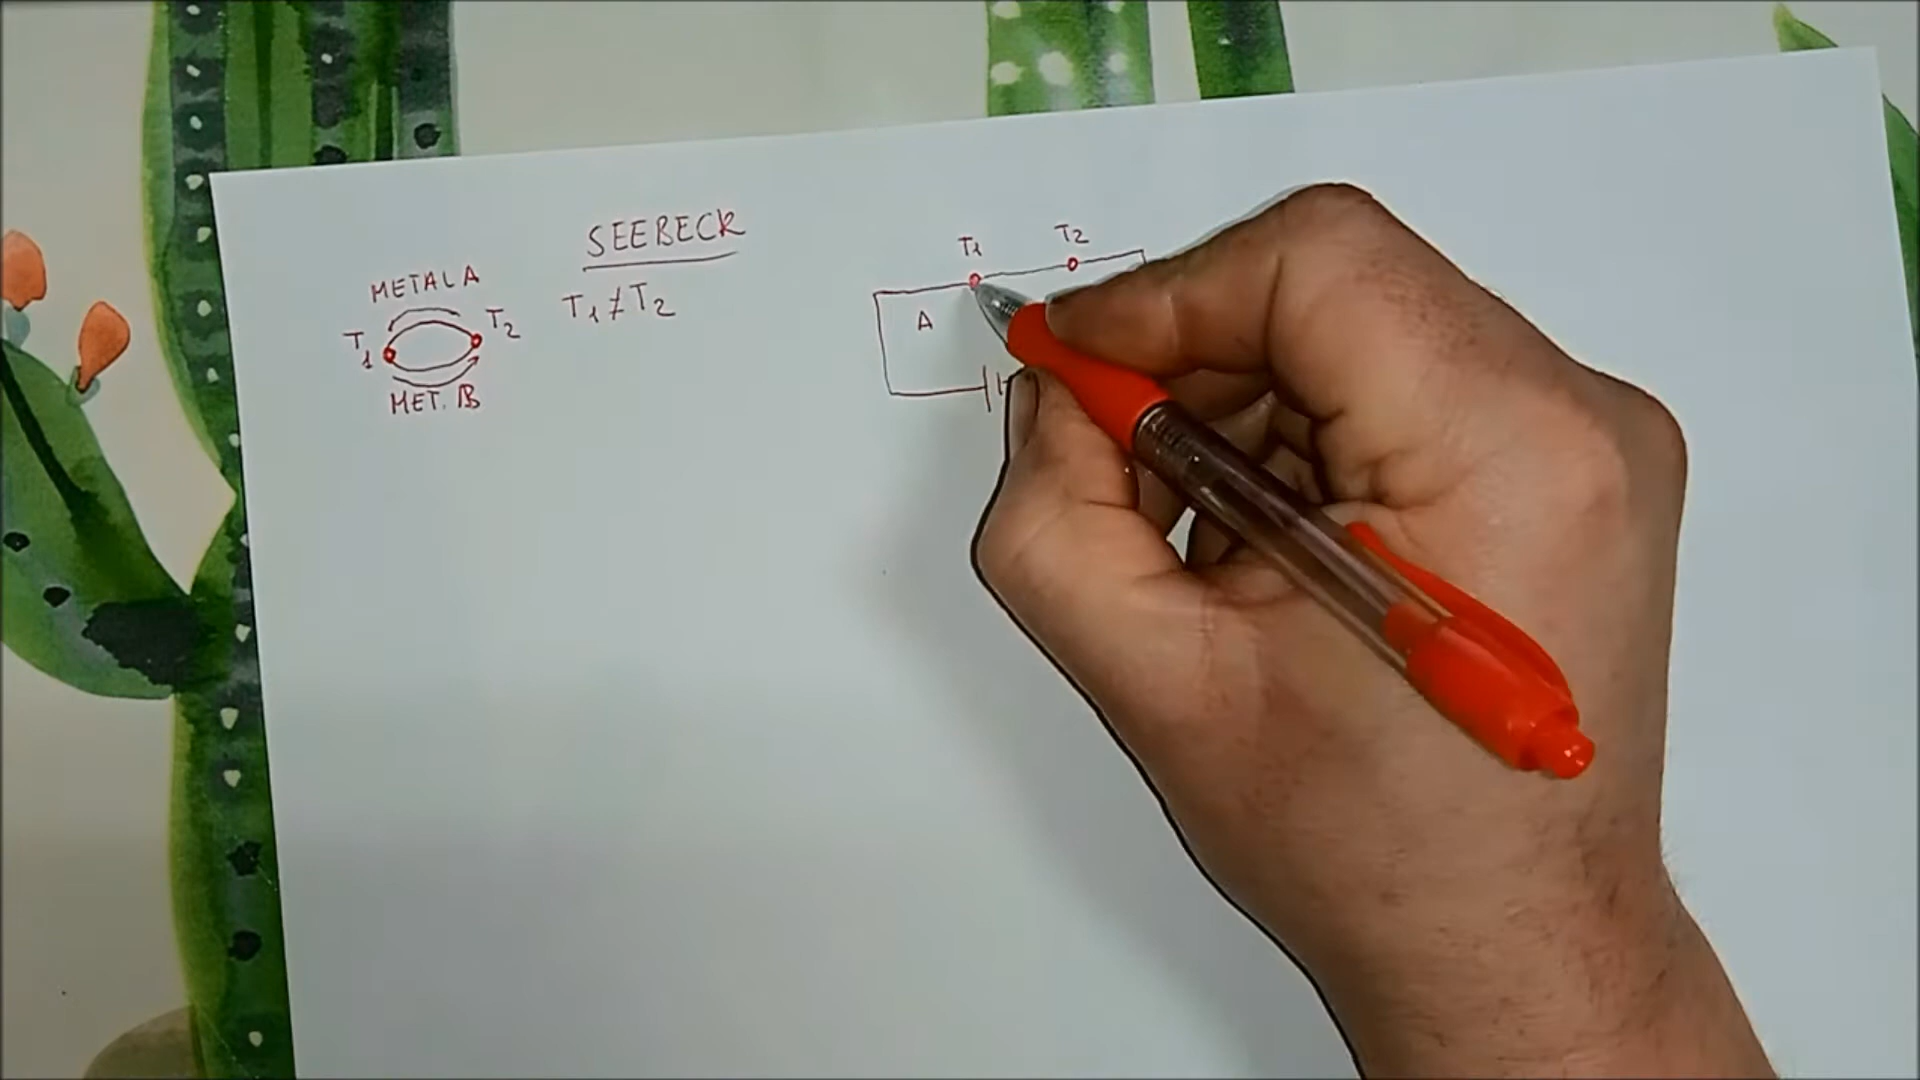 SEEBECK
METAL A
T1 T2
MET. B
T1 ≠ T2
T1 T2
A